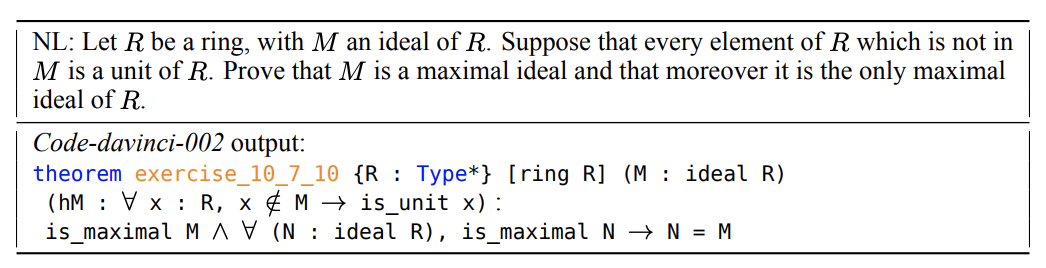 NL: Let R be a ring, with M an ideal of R. Suppose that every element of R which is not in
M is a unit of R. Prove that M is a maximal ideal and that moreover it is the only maximal
ideal of R.
Code-davinci-002 output:
theorem exercise_10_7_10 {R : Type*} [ring R] (M : ideal R)
(hM : ∀ x : R, x ∉ M → is_unit x) :
is_maximal M ∧ ∀ (N : ideal R), is_maximal N → N = M